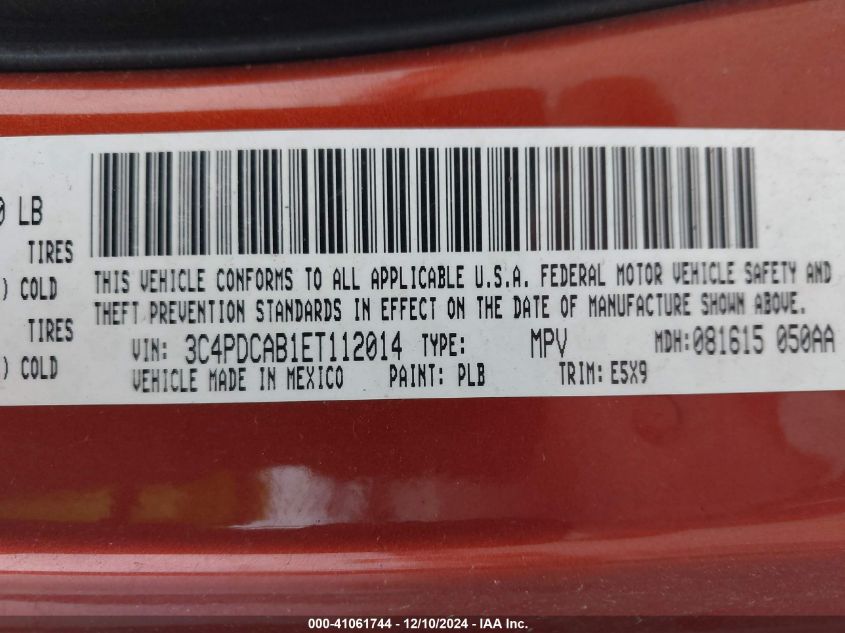 0 LB
TIRES
) COLD
TIRES
) COLD
THIS VEHICLE CONFORMS TO ALL APPLICABLE U.S.A. FEDERAL MOTOR VEHICLE SAFETY AND
THEFT PREVENTION STANDARDS IN EFFECT ON THE DATE OF MANUFACTURE SHOWN ABOVE.
VIN: 3C4PDCAB1ET112014 TYPE: MPV MDH:081615 050AA
VEHICLE MADE IN MEXICO PAINT: PLB TRIM: E5X9
000-41061744 - 12/10/2024 - IAA Inc.